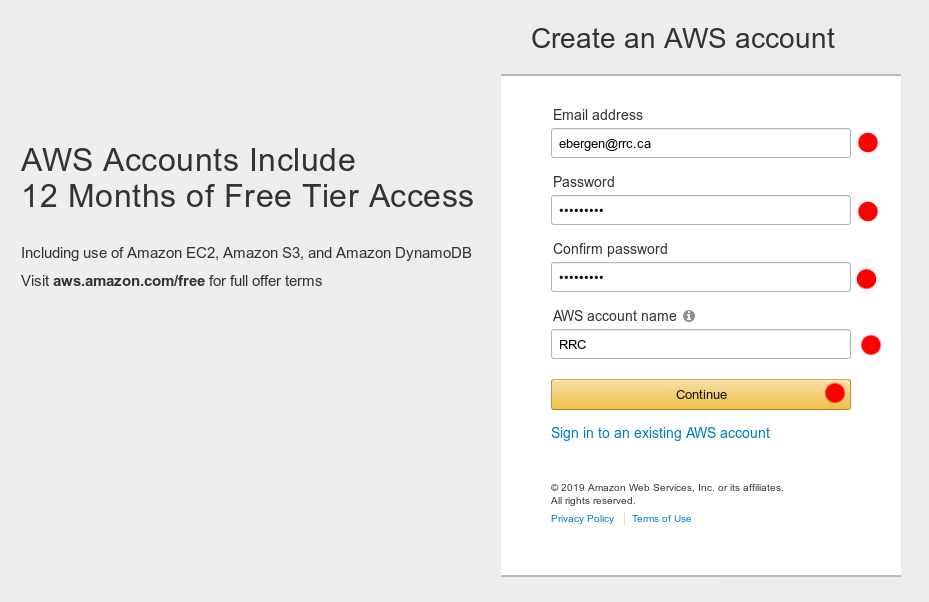 Create an AWS account
AWS Accounts Include
12 Months of Free Tier Access
Including use of Amazon EC2, Amazon S3, and Amazon DynamoDB
Visit aws.amazon.com/free for full offer terms
Email address
ebergen@rrc.ca
Password
•••••••••
Confirm password
•••••••••
AWS account name
RRC
Continue
Sign in to an existing AWS account
© 2019 Amazon Web Services, Inc. or its affiliates.
All rights reserved.
Privacy Policy | Terms of Use